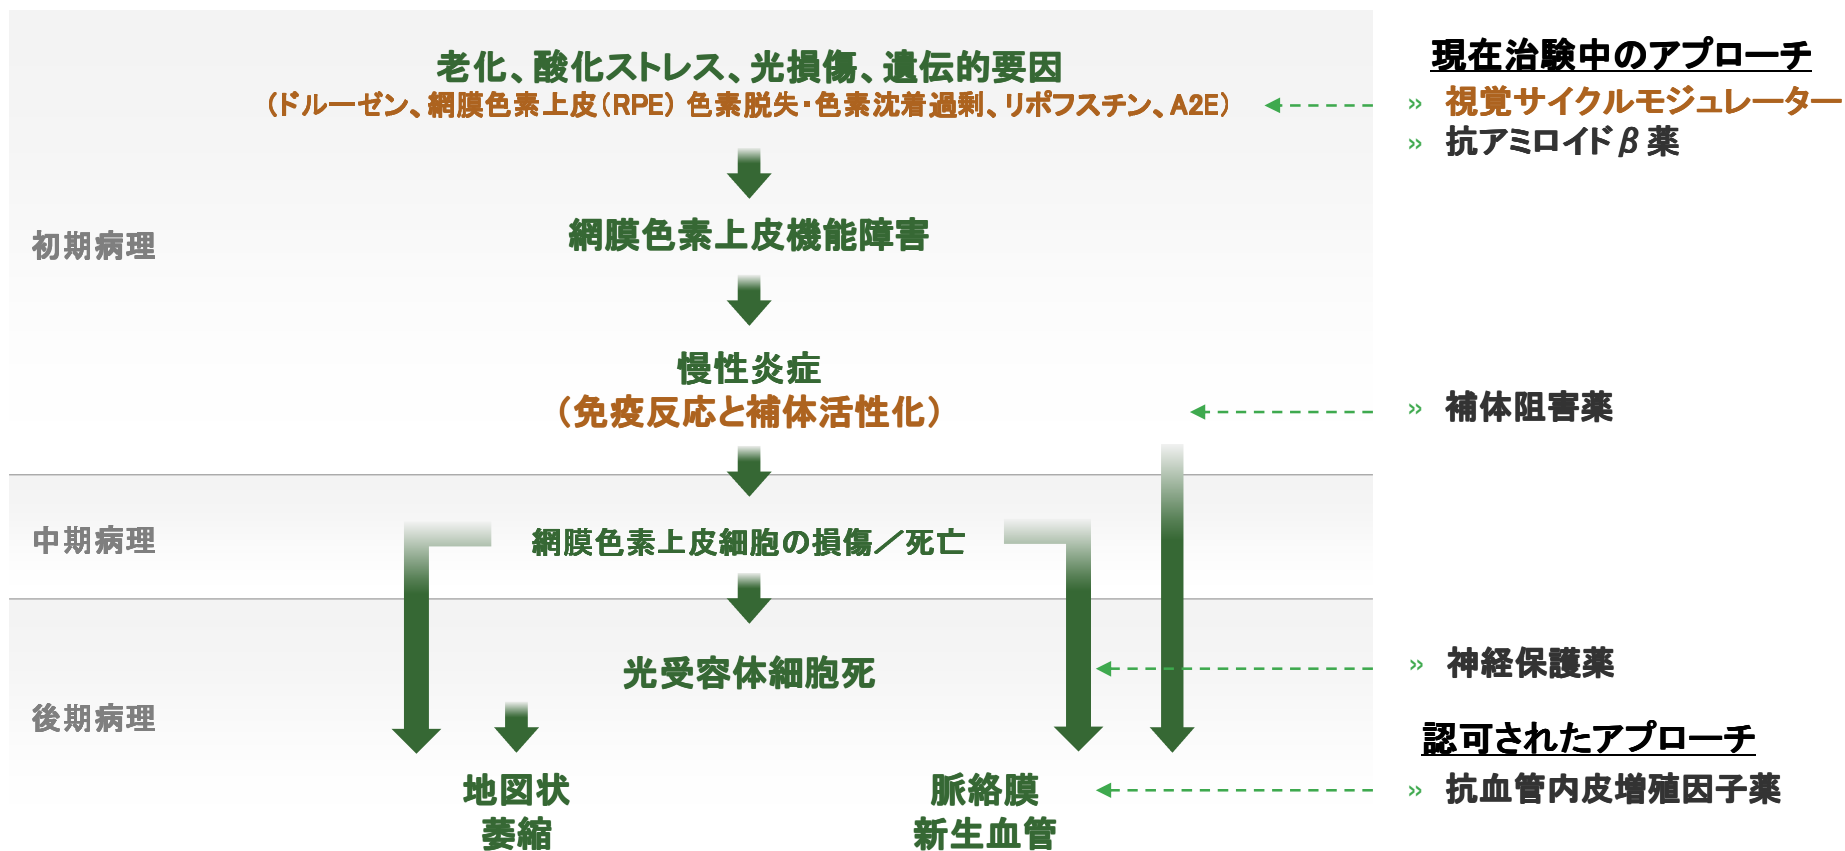 老化、酸化ストレス、光損傷、遺伝的要因
（ドルーゼン、網膜色素上皮（RPE） 色素脱失・色素沈着過剰、リポフスチン、A2E）
現在治験中のアプローチ
» 視覚サイクルモジュレーター
» 抗アミロイドβ薬
初期病理
網膜色素上皮機能障害
慢性炎症
（免疫反応と補体活性化）
» 補体阻害薬
中期病理
網膜色素上皮細胞の損傷／死亡
後期病理
光受容体細胞死
» 神経保護薬
認可されたアプローチ
» 抗血管内皮増殖因子薬
地図状
萎縮
脈絡膜
新生血管